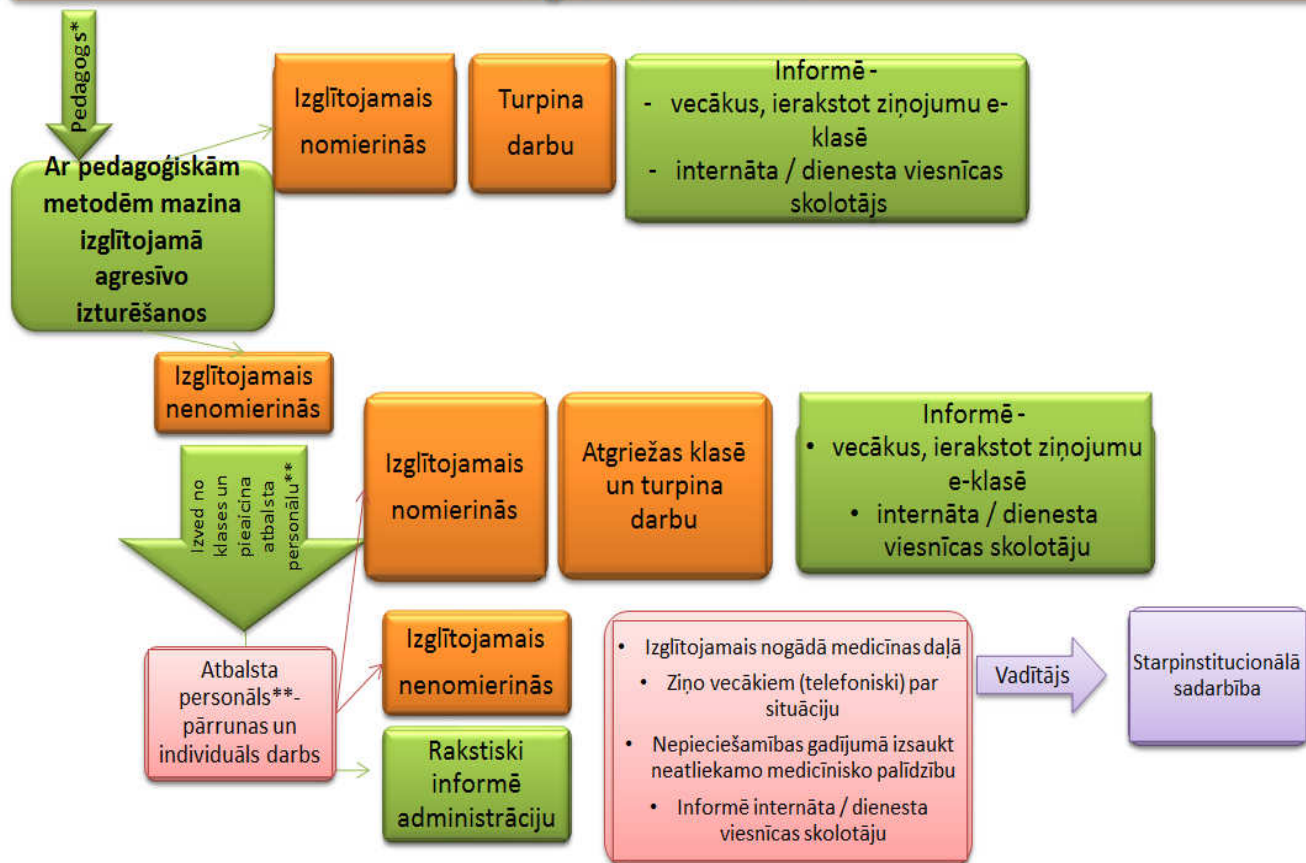 Pedagogs*
Ar pedagoģiskām
metodēm mazina
izglītojamā
agresīvo
izturēšanos
Izglītojamais
nomierinās
Turpina
darbu
Informē -
- vecākus, ierakstot ziņojumu e-
klasē
- internāta / dienesta viesnīcas
skolotājs
Izglītojamais
nenomierinās
Izved no
klases un
pieaicina
atbalsta
personālu**
Izglītojamais
nomierinās
Atgriežas klasē
un turpina
darbu
Informē -
• vecākus, ierakstot ziņojumu
e-klasē
• internāta / dienesta
viesnīcas skolotāju
Atbalsta
personāls**-
pārrunas un
individuāls darbs
Izglītojamais
nenomierinās
Rakstiski
informē
administrāciju
• Izglītojamais nogādā medicīnas daļā
• Ziņo vecākiem (telefoniski) par
situāciju
• Nepieciešamības gadījumā izsaukt
neatliekamo medicīnisko palīdzību
• Informē internāta / dienesta
viesnīcas skolotāju
Vadītājs
Starpinstitucionālā
sadarbība